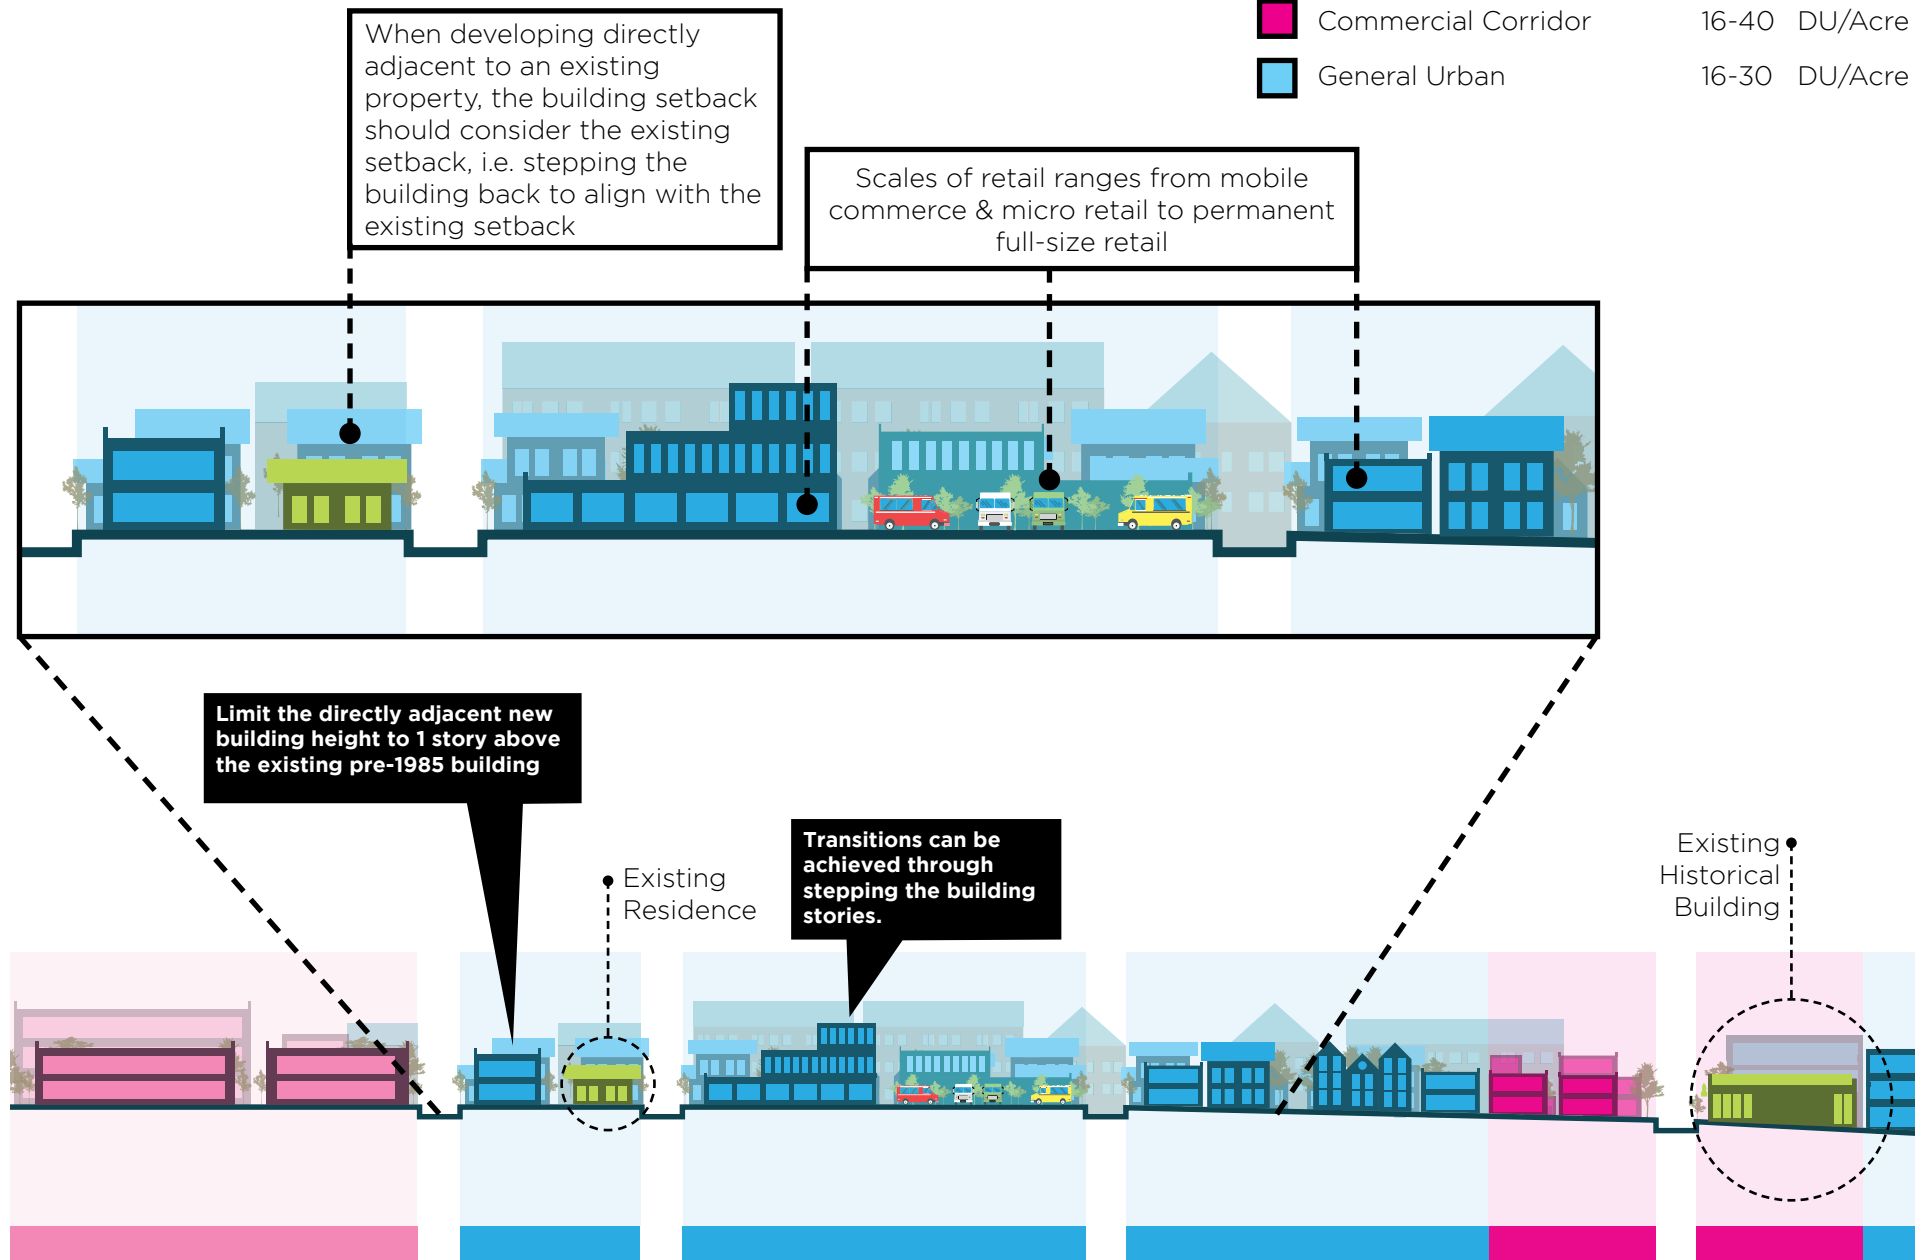 Commercial Corridor 16-40 DU/Acre
General Urban 16-30 DU/Acre
When developing directly
adjacent to an existing
property, the building setback
should consider the existing
setback, i.e. stepping the
building back to align with the
existing setback
Scales of retail ranges from mobile
commerce & micro retail to permanent
full-size retail
Limit the directly adjacent new
building height to 1 story above
the existing pre-1985 building
Existing
Residence
Transitions can be
achieved through
stepping the building
stories.
Existing
Historical
Building